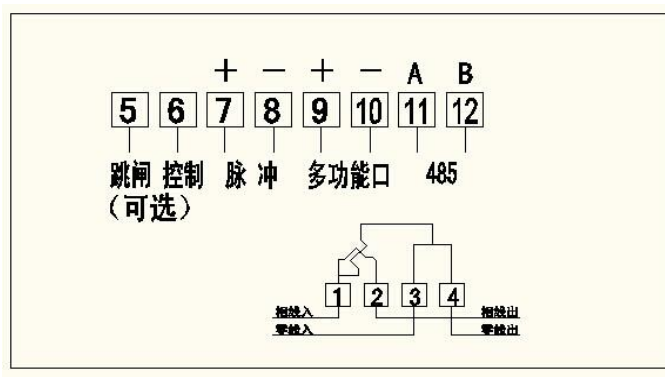 + - + - A B
5 6 7 8 9 10 11 12
跳闸 控制 脉 冲 多功能口 485
(可选)
1 2 3 4
相线入 相线出
零线入 零线出